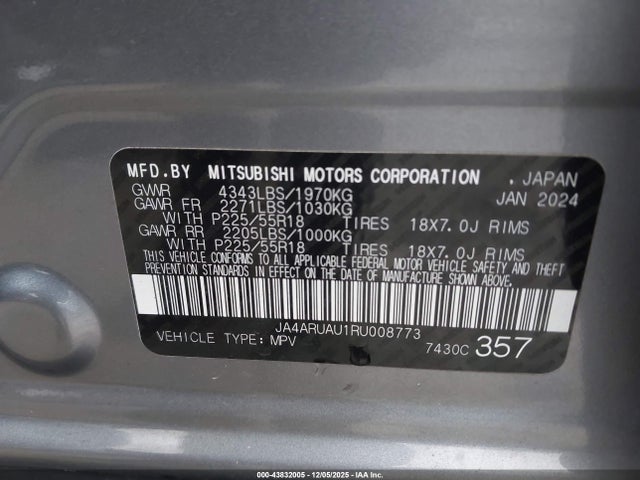 MFD.BY MITSUBISHI MOTORS CORPORATION . JAPAN
GVWR 4343LBS/1970KG JAN 2024
GAWR FR 2271LBS/1030KG
WITH P225/55R18 TIRES 18X7.0J RIMS
GAWR RR 2205LBS/1000KG
WITH P225/55R18 TIRES 18X7.0J RIMS
THIS VEHICLE CONFORMS TO ALL APPLICABLE FEDERAL MOTOR VEHICLE SAFETY AND THEFT
PREVENTION STANDARDS IN EFFECT ON THE DATE OF MANUFACTURE SHOWN ABOVE.
JA4ARUAU1RU008773
VEHICLE TYPE: MPV 7430C 357
000-43832005 - 12/05/2025 - IAA Inc.